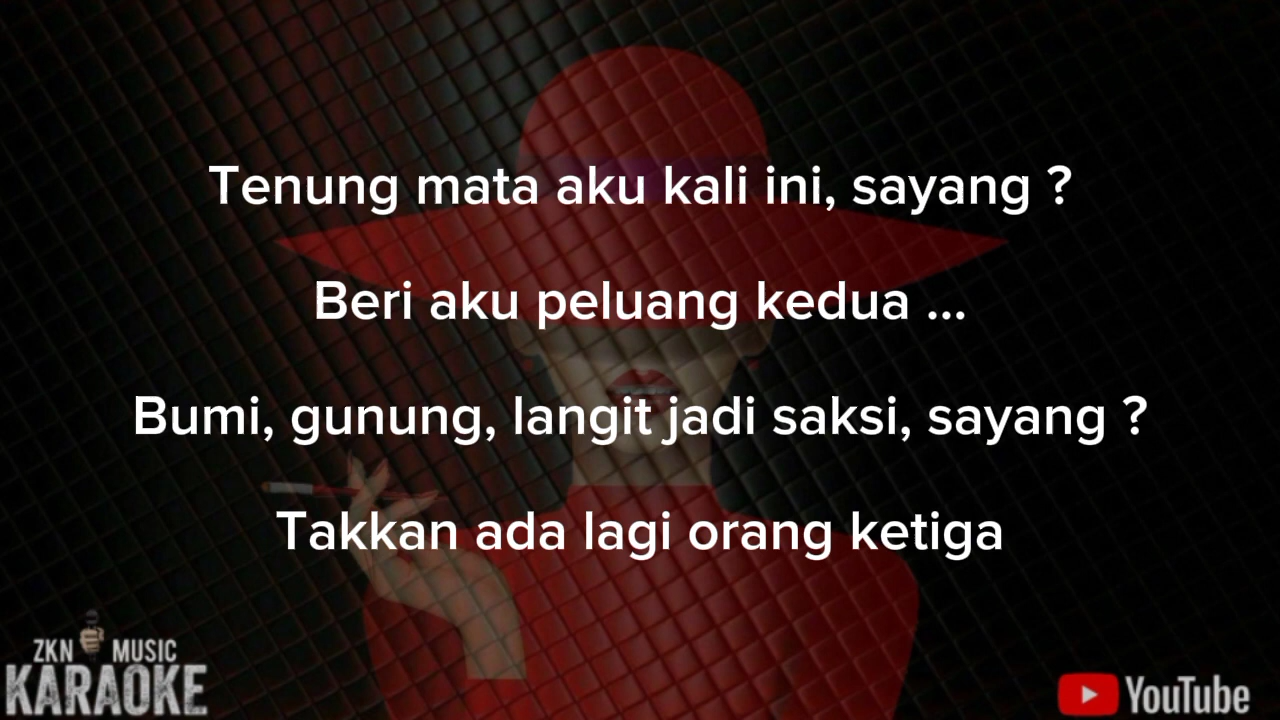 Tenung mata aku kali ini, sayang ?
Beri aku peluang kedua ...
Bumi, gunung, langit jadi saksi, sayang ?
Takkan ada lagi orang ketiga
ZKN MUSIC
KARAOKE
YouTube